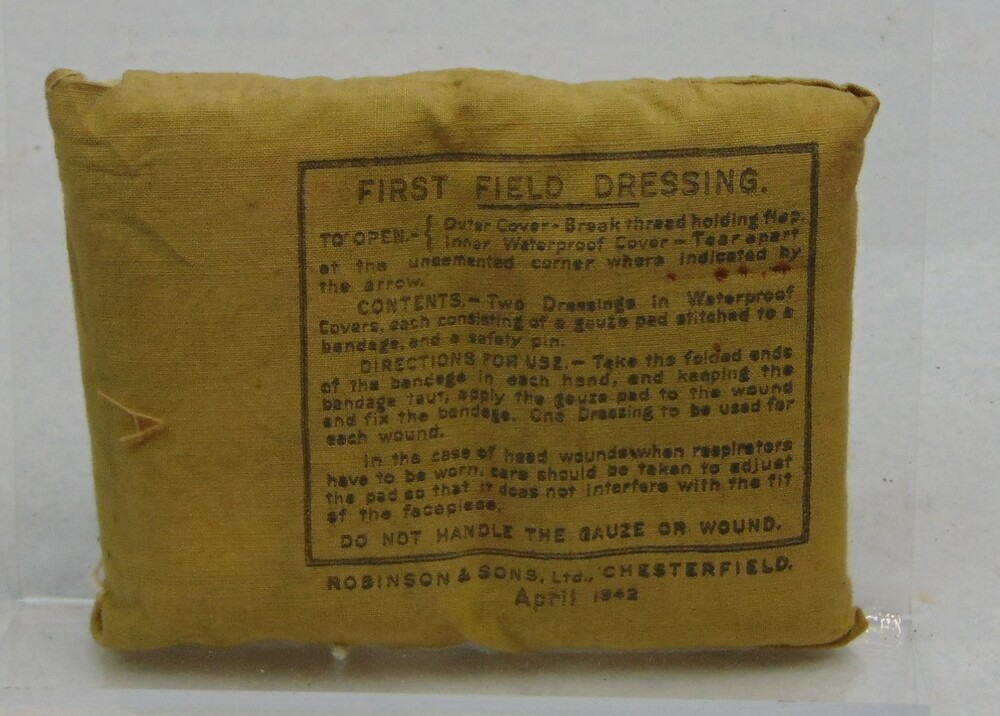 FIRST FIELD DRESSING.
TO OPEN.- { Outer Cover - Break thread holding flap.
Inner Waterproof Cover - Tear apart
at the uncemented corner where indicated by
the arrow.
CONTENTS.- Two Dressings in Waterproof
Covers, each consisting of a gauze pad stitched to a
bandage, and a safety pin.
DIRECTIONS FOR USE.- Take the folded ends
of the bandage in each hand, and keeping the
bandage taut, apply the gauze pad to the wound
and fix the bandage. One Dressing to be used for
each wound.
In the case of head wounds when respirators
have to be worn, care should be taken to adjust
the pad so that it does not interfere with the fit
of the facepiece.
DO NOT HANDLE THE GAUZE OR WOUND.
ROBINSON & SONS, Ltd., CHESTERFIELD.
April 1942